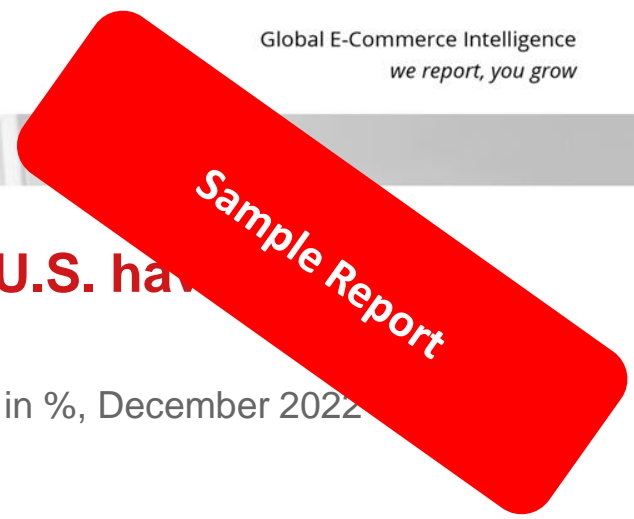 Global E-Commerce Intelligence
we report, you grow
Sample Report
U.S. hav
in %, December 2022